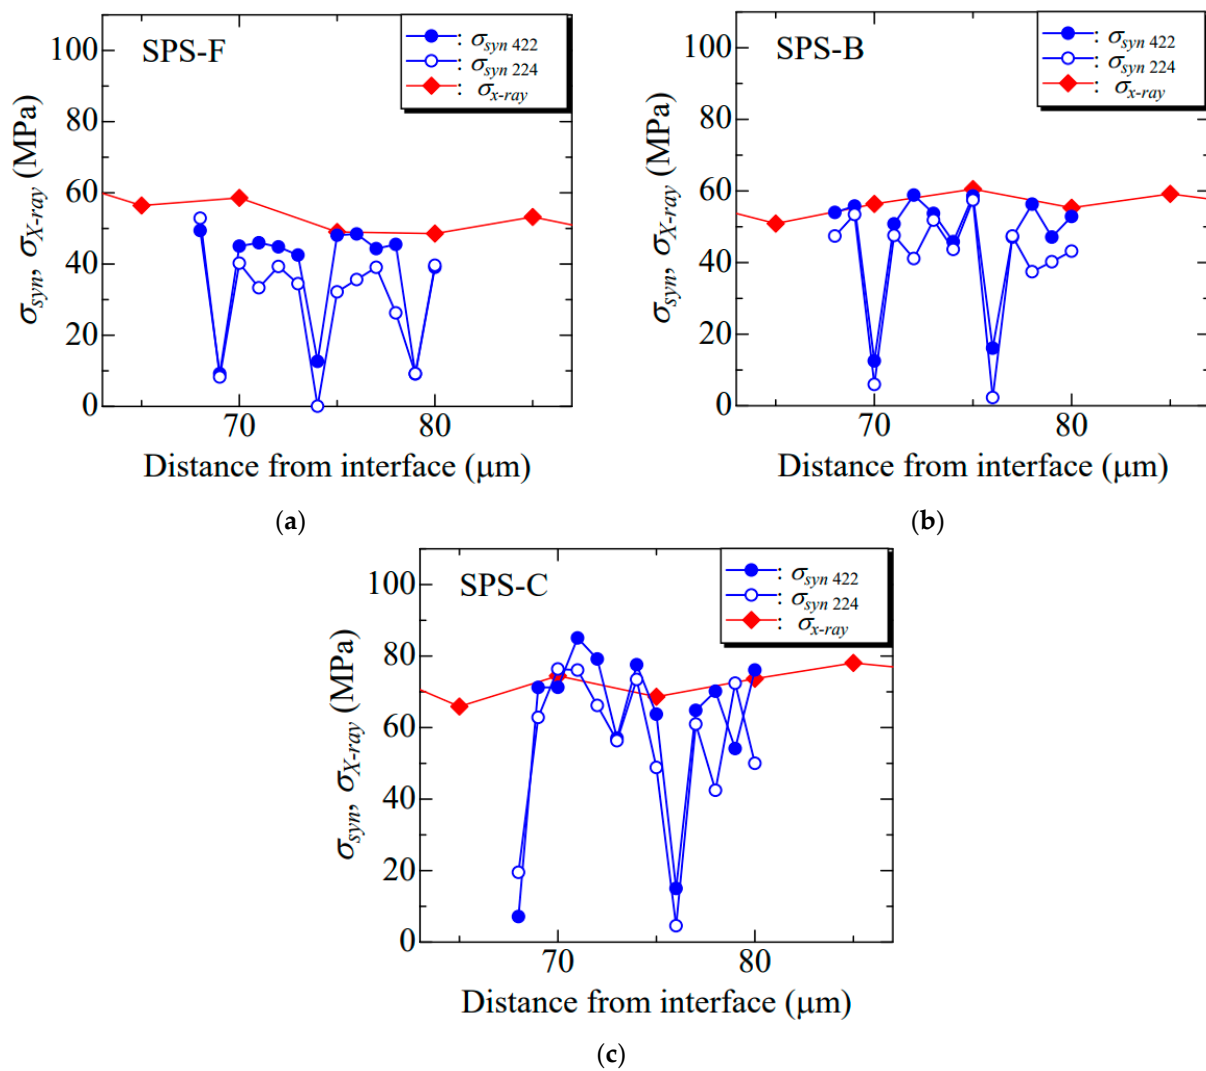 SPS-F
: σsyn 422
: σsyn 224
: σx-ray
100
80
60
40
20
0
70 80
σsyn, σX-ray (MPa)
Distance from interface (μm)
(a)
SPS-B
: σsyn 422
: σsyn 224
: σx-ray
100
80
60
40
20
0
70 80
σsyn, σX-ray (MPa)
Distance from interface (μm)
(b)
SPS-C
: σsyn 422
: σsyn 224
: σx-ray
100
80
60
40
20
0
70 80
σsyn, σX-ray (MPa)
Distance from interface (μm)
(c)